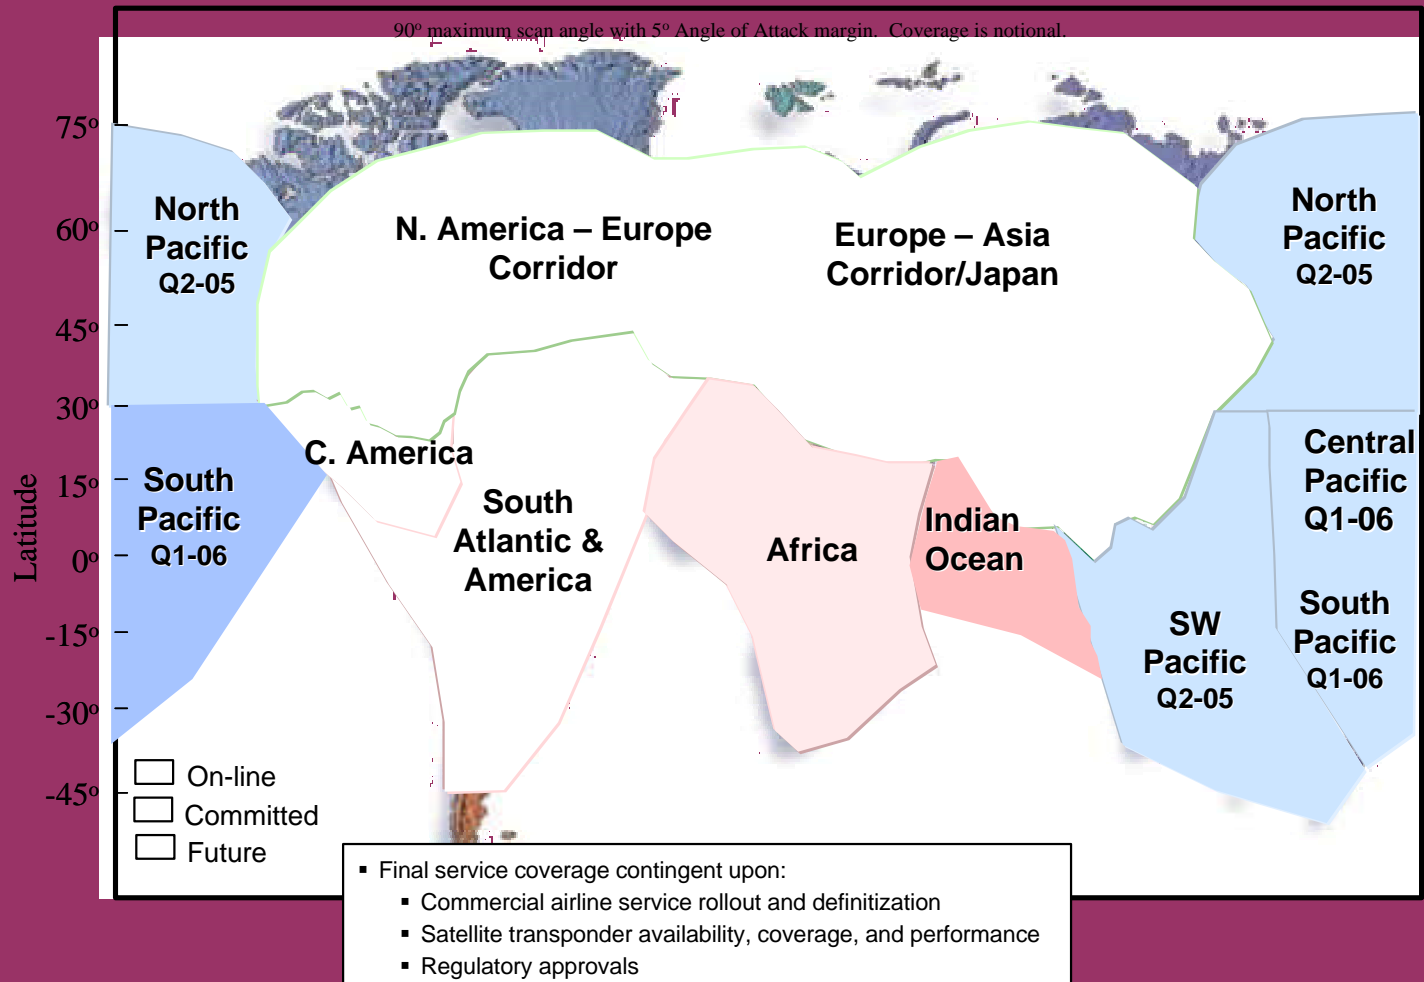 90º maximum scan angle with 5º Angle of Attack margin.  Coverage is notional.
75º
60º
45º
30º
15º
0º
-15º
-30º
-45º
Latitude
North
Pacific
Q2-05
N. America – Europe
Corridor
Europe – Asia
Corridor/Japan
North
Pacific
Q2-05
South
Pacific
Q1-06
C. America
South
Atlantic &
America
Africa
Indian
Ocean
SW
Pacific
Q2-05
Central
Pacific
Q1-06
South
Pacific
Q1-06
On-line
Committed
Future
▪ Final service coverage contingent upon:
▪ Commercial airline service rollout and definitization
▪ Satellite transponder availability, coverage, and performance
▪ Regulatory approvals